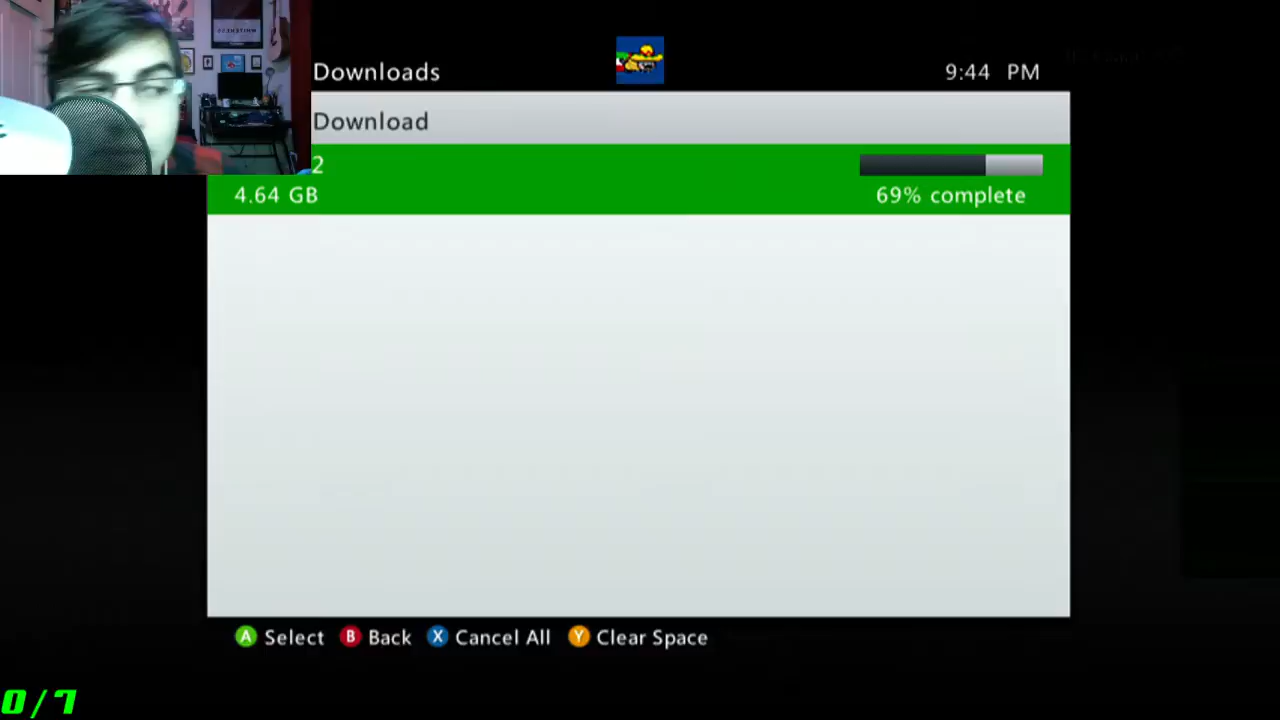 Downloads
9:44 PM
Download
2
4.64 GB
69% complete
A Select B Back X Cancel All Y Clear Space
0/7